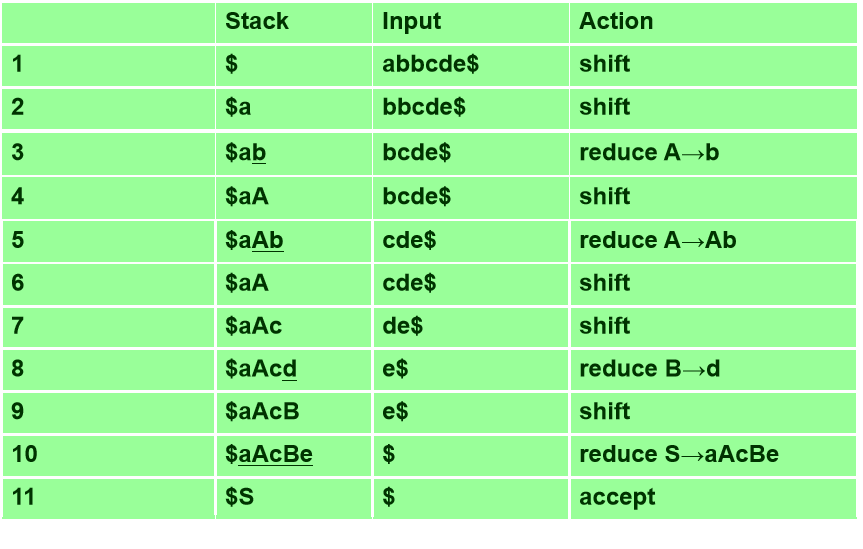 Stack Input Action
1 $ abbcde$ shift
2 $a bbcde$ shift
3 $ab bcde$ reduce A→b
4 $aA bcde$ shift
5 $aAb cde$ reduce A→Ab
6 $aA cde$ shift
7 $aAc de$ shift
8 $aAcd e$ reduce B→d
9 $aAcB e$ shift
10 $aAcBe $ reduce S→aAcBe
11 $S $ accept